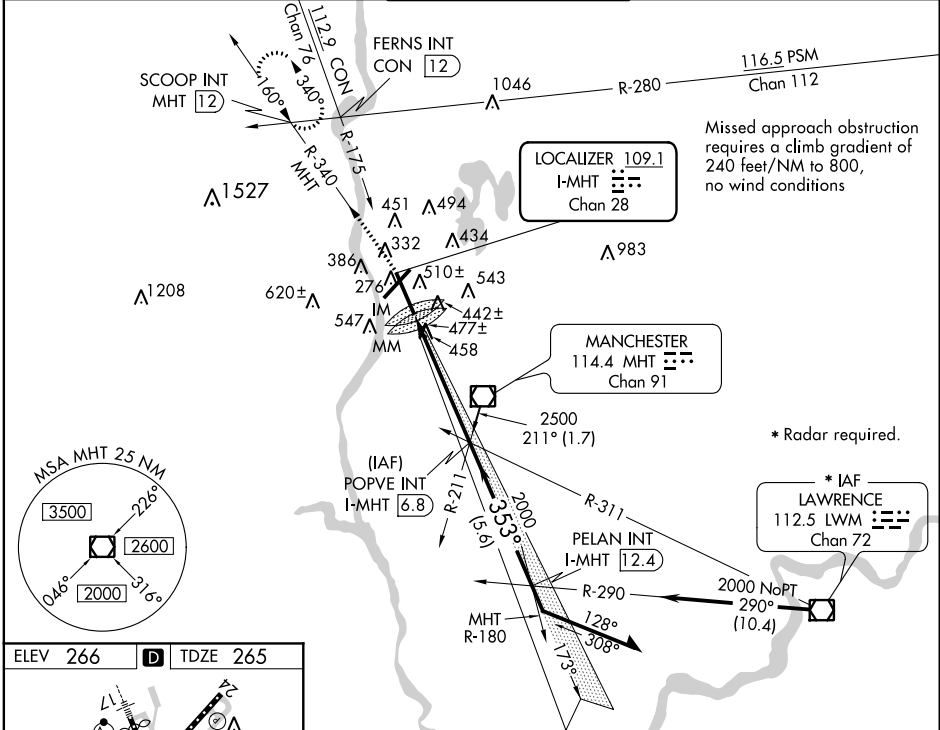 112.9 CON
Chan 76
FERNS INT
CON 12
SCOOP INT
MHT 12
340°
160°
1046
R-280
116.5 PSM
Chan 112
R-175
R-340
MHT
Missed approach obstruction
requires a climb gradient of
240 feet/NM to 800,
no wind conditions
LOCALIZER 109.1
I-MHT
Chan 28
1527
451
494
332
434
386
983
276
510±
543
1208
620±
IM
442±
547
477±
MM
458
MANCHESTER
114.4 MHT
Chan 91
2500
211° (1.7)
* Radar required.
(IAF)
POPVE INT
I-MHT 6.8
R-211
2000
353°
(5.6)
R-311
* IAF
LAWRENCE
112.5 LWM
Chan 72
PELAN INT
I-MHT 12.4
R-290
2000 NoPT
290°
(10.4)
MHT
R-180
128°
308°
173°
MSA MHT 25 NM
3500
226°
2600
046°
2000
316°
ELEV 266
D
TDZE 265
17
24